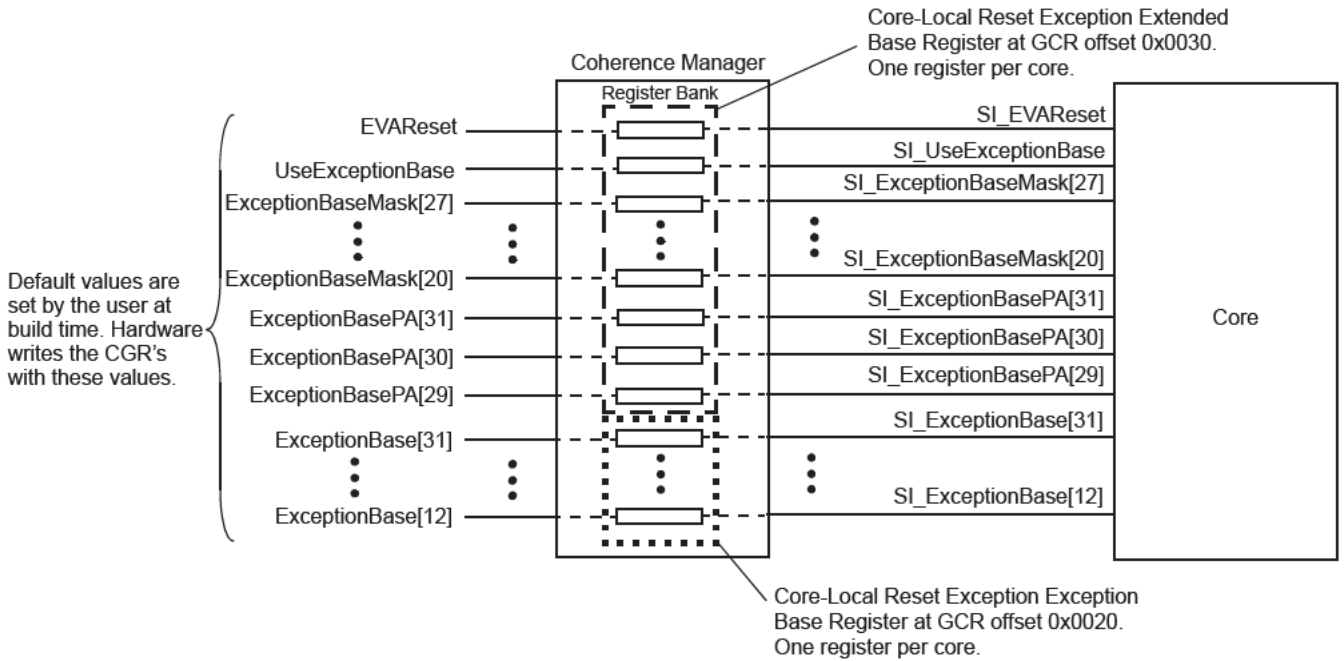 Core-Local Reset Exception Extended
Base Register at GCR offset 0x0030.
One register per core.
Coherence Manager
Register Bank
EVAReset
SI_EVAReset
UseExceptionBase
SI_UseExceptionBase
ExceptionBaseMask[27]
SI_ExceptionBaseMask[27]
ExceptionBaseMask[20]
SI_ExceptionBaseMask[20]
ExceptionBasePA[31]
SI_ExceptionBasePA[31]
ExceptionBasePA[30]
SI_ExceptionBasePA[30]
ExceptionBasePA[29]
SI_ExceptionBasePA[29]
ExceptionBase[31]
SI_ExceptionBase[31]
ExceptionBase[12]
SI_ExceptionBase[12]
Default values are
set by the user at
build time. Hardware
writes the CGR's
with these values.
Core
Core-Local Reset Exception Exception
Base Register at GCR offset 0x0020.
One register per core.